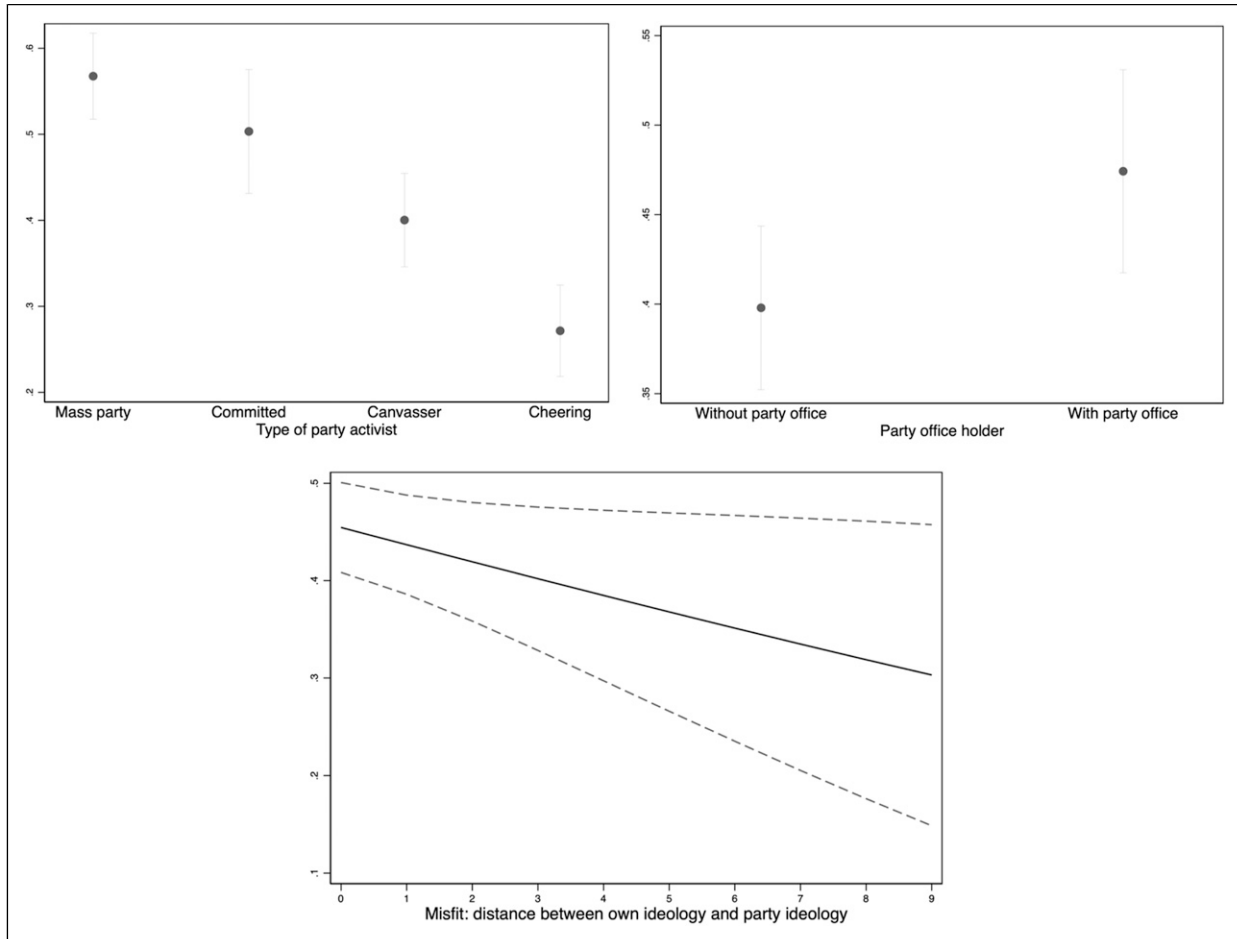 .6
.5
.4
.3
.2
Mass party Committed Canvasser Cheering
Type of party activist
.55
.5
.45
.4
.35
Without party office With party office
Party office holder
.5
.4
.3
.2
.1
0 1 2 3 4 5 6 7 8 9
Misfit: distance between own ideology and party ideology